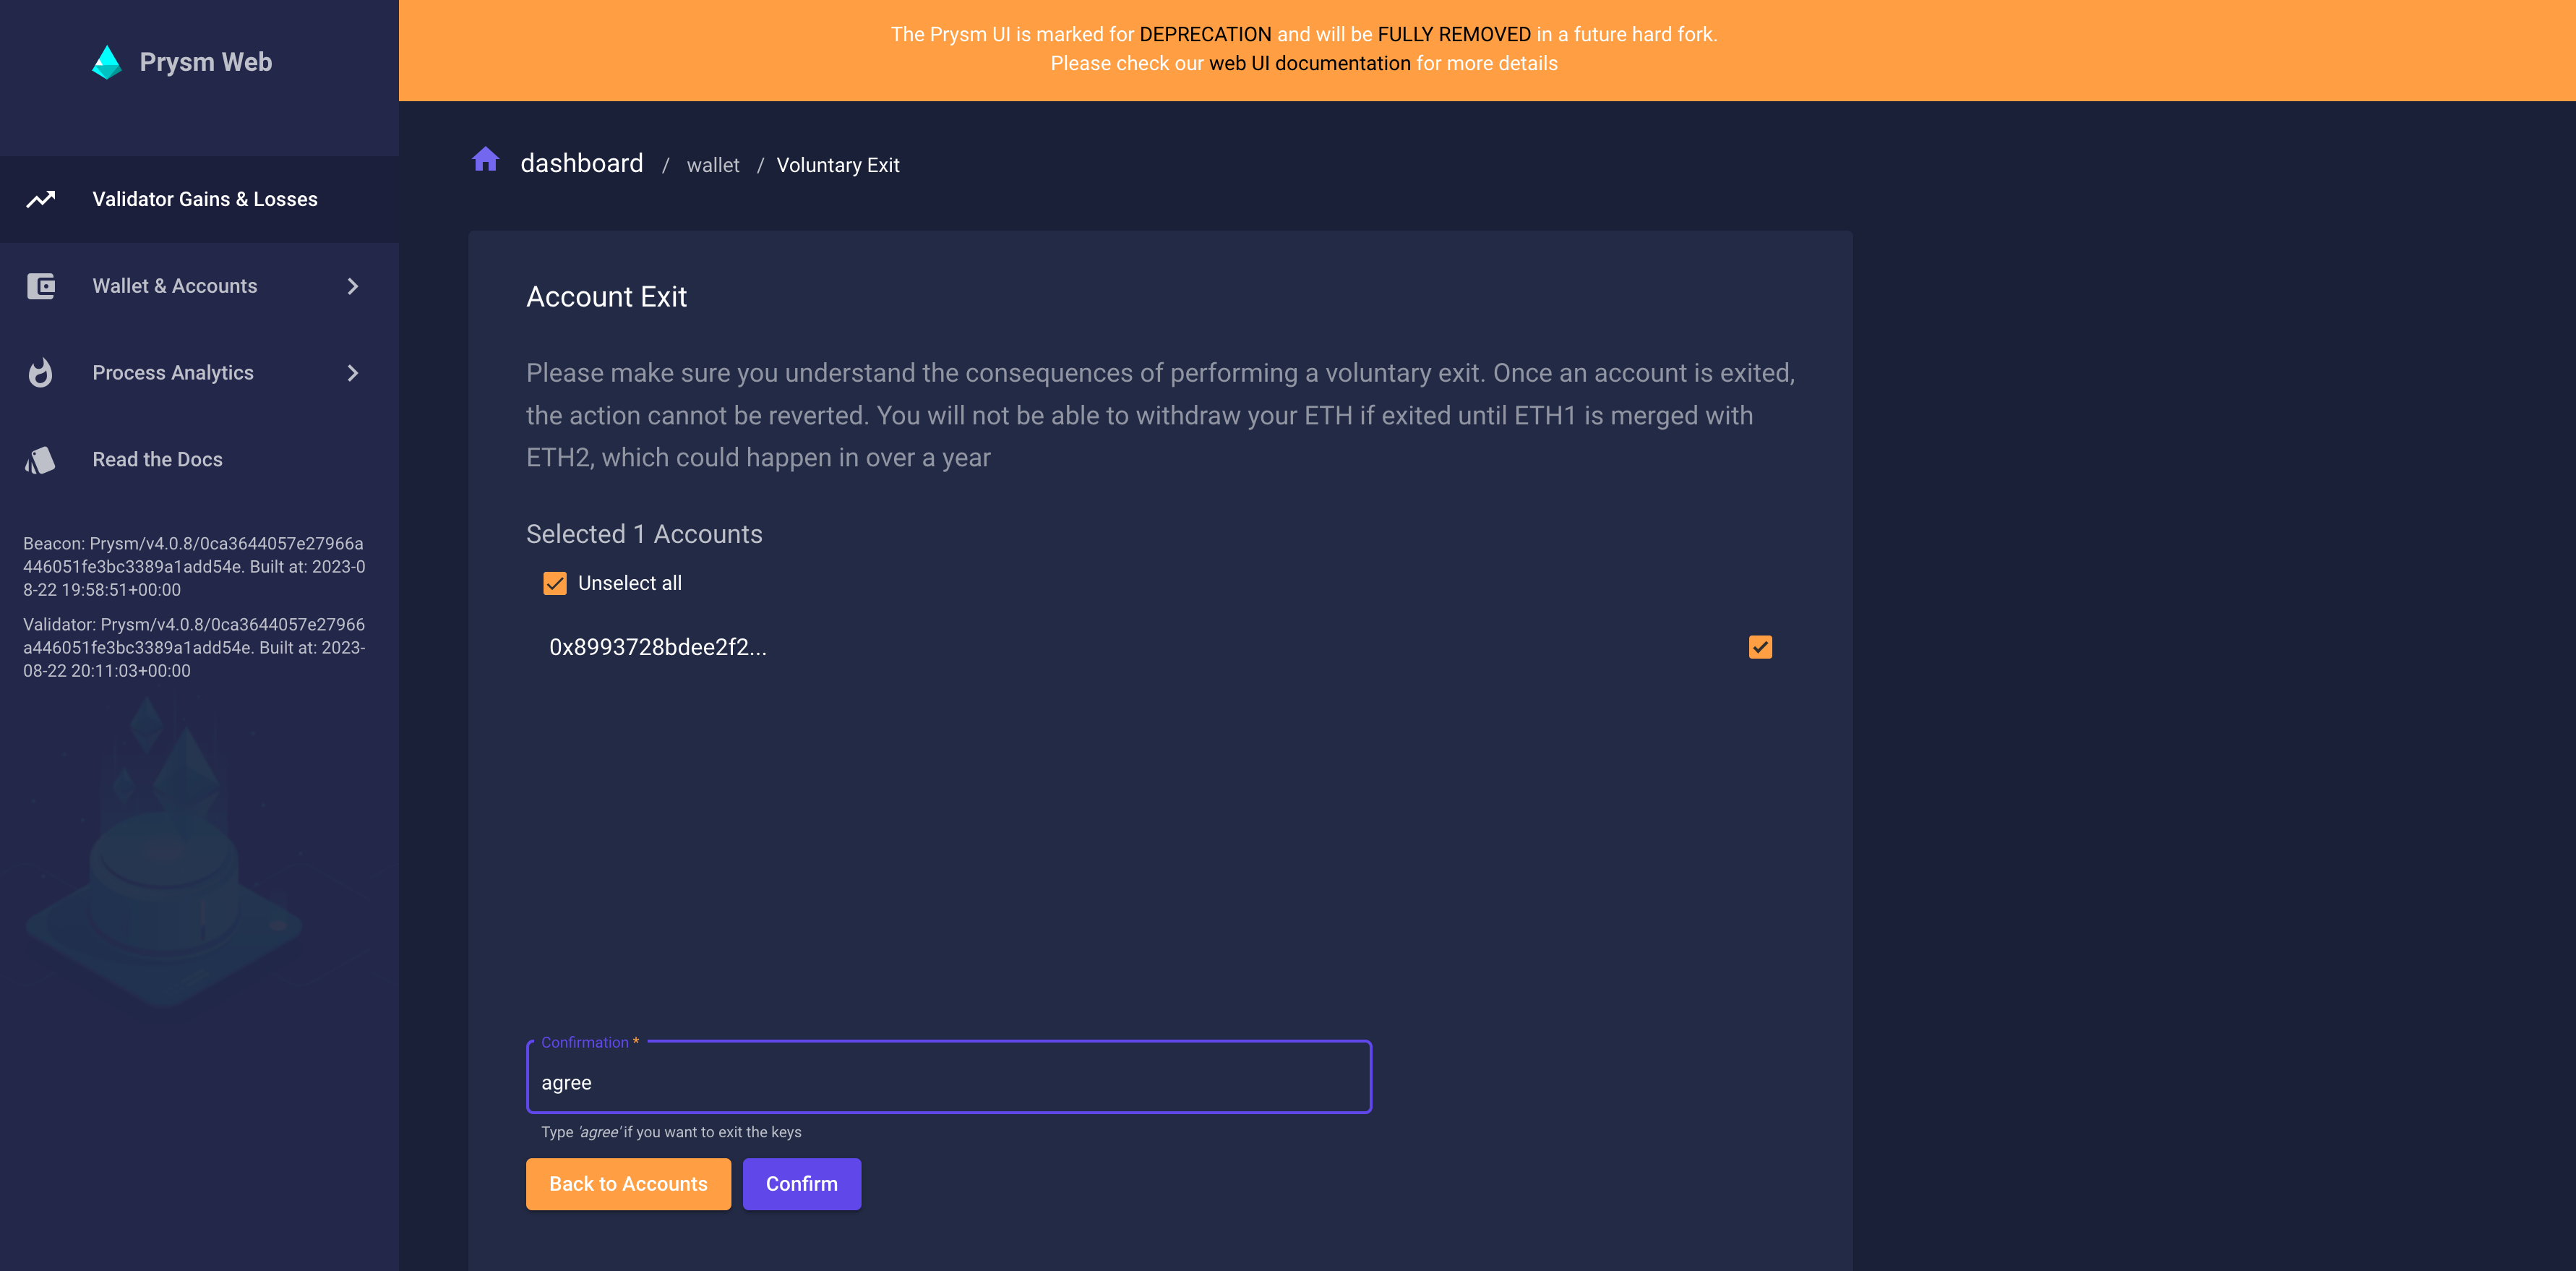 Prysm Web
The Prysm UI is marked for DEPRECATION and will be FULLY REMOVED in a future hard fork.
Please check our web UI documentation for more details
Validator Gains & Losses
Wallet & Accounts
Process Analytics
Read the Docs
Beacon: Prysm/v4.0.8/0ca3644057e27966a
446051fe3bc3389a1add54e. Built at: 2023-0
8-22 19:58:51+00:00
Validator: Prysm/v4.0.8/0ca3644057e27966
a446051fe3bc3389a1add54e. Built at: 2023-
08-22 20:11:03+00:00
dashboard / wallet / Voluntary Exit
Account Exit
Please make sure you understand the consequences of performing a voluntary exit. Once an account is exited,
the action cannot be reverted. You will not be able to withdraw your ETH if exited until ETH1 is merged with
ETH2, which could happen in over a year
Selected 1 Accounts
Unselect all
0x8993728bdee2f2...
Confirmation *
agree
Type 'agree' if you want to exit the keys
Back to Accounts
Confirm